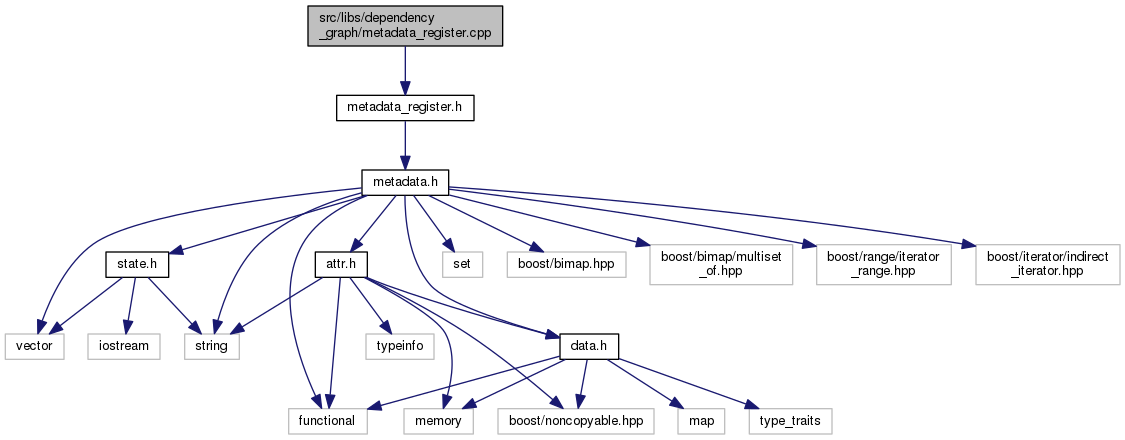 src/libs/dependency
_graph/metadata_register.cpp
metadata_register.h
metadata.h
state.h
attr.h
set
boost/bimap.hpp
boost/bimap/multiset
_of.hpp
boost/range/iterator
_range.hpp
boost/iterator/indirect
_iterator.hpp
vector
iostream
string
typeinfo
data.h
functional
memory
boost/noncopyable.hpp
map
type_traits